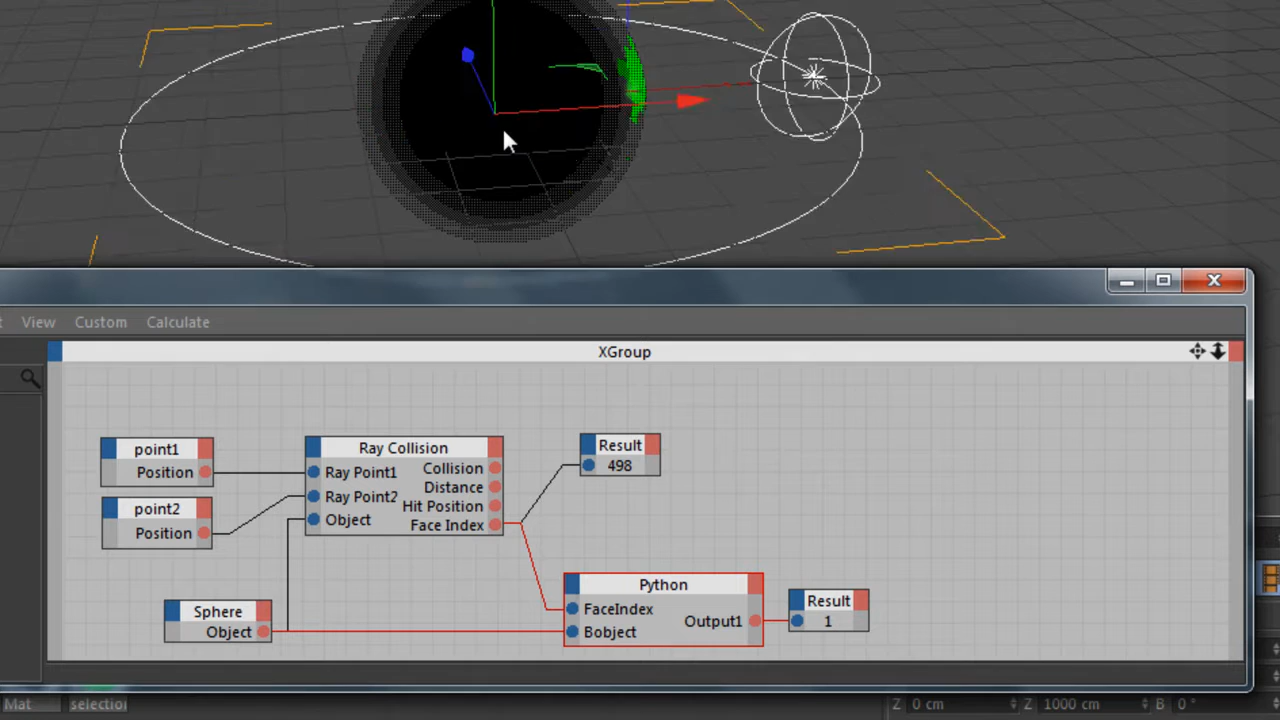 View Custom Calculate
XGroup
point1
Position
point2
Position
Sphere
Object
Ray Collision
Ray Point1
Ray Point2
Object
Collision
Distance
Hit Position
Face Index
Result
498
Python
FaceIndex
Bobject
Output1
Result
1
Mat
Z 0 cm Z 1000 cm B 0 °